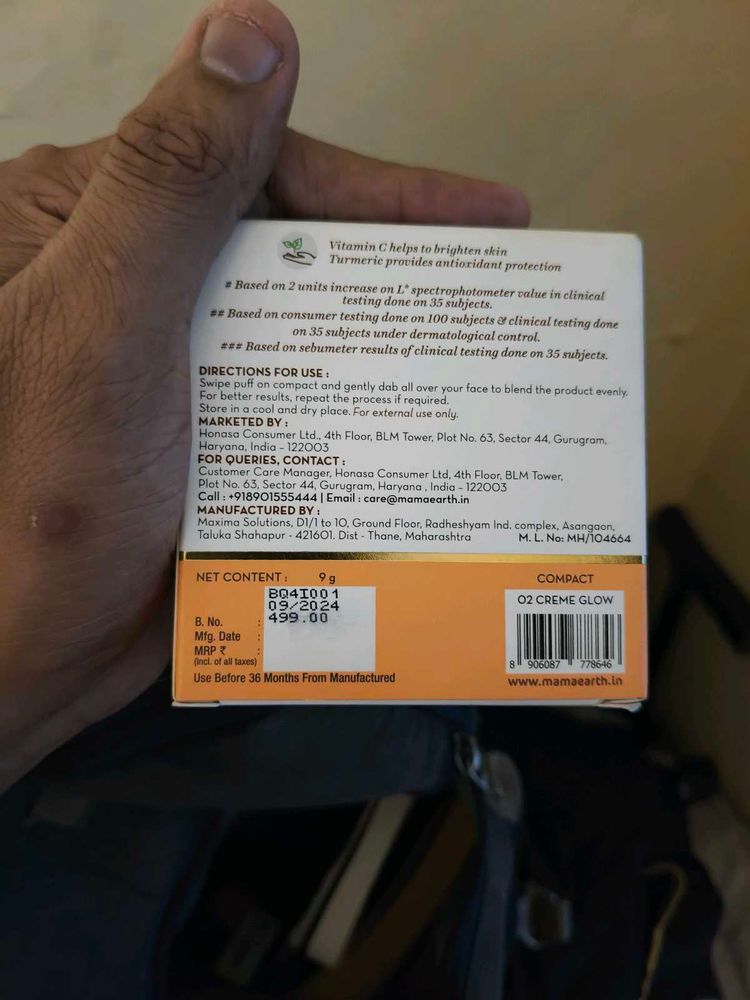 Vitamin C helps to brighten skin
Turmeric provides antioxidant protection
# Based on 2 units increase on L* spectrophotometer value in clinical
testing done on 35 subjects.
## Based on consumer testing done on 100 subjects & clinical testing done
on 35 subjects under dermatological control.
### Based on sebumeter results of clinical testing done on 35 subjects.
DIRECTIONS FOR USE :
Swipe puff on compact and gently dab all over your face to blend the product evenly.
For better results, repeat the process if required.
Store in a cool and dry place. For external use only.
MARKETED BY :
Honasa Consumer Ltd., 4th Floor, BLM Tower, Plot No. 63, Sector 44, Gurugram,
Haryana, India - 122003
FOR QUERIES, CONTACT :
Customer Care Manager, Honasa Consumer Ltd, 4th Floor, BLM Tower,
Plot No. 63, Sector 44, Gurugram, Haryana , India - 122003
Call : +918901555444 | Email : care@mamaearth.in
MANUFACTURED BY :
Maxima Solutions, D1/1 to 10, Ground Floor, Radheshyam Ind. complex, Asangaon,
Taluka Shahapur - 421601. Dist - Thane, Maharashtra M. L. No: MH/104664
NET CONTENT : 9 g
BQ4I001
09/2024
499.00
B. No. :
Mfg. Date :
MRP ₹ :
(incl. of all taxes)
Use Before 36 Months From Manufactured
COMPACT
02 CREME GLOW
8 906087 778646
www.mamaearth.in